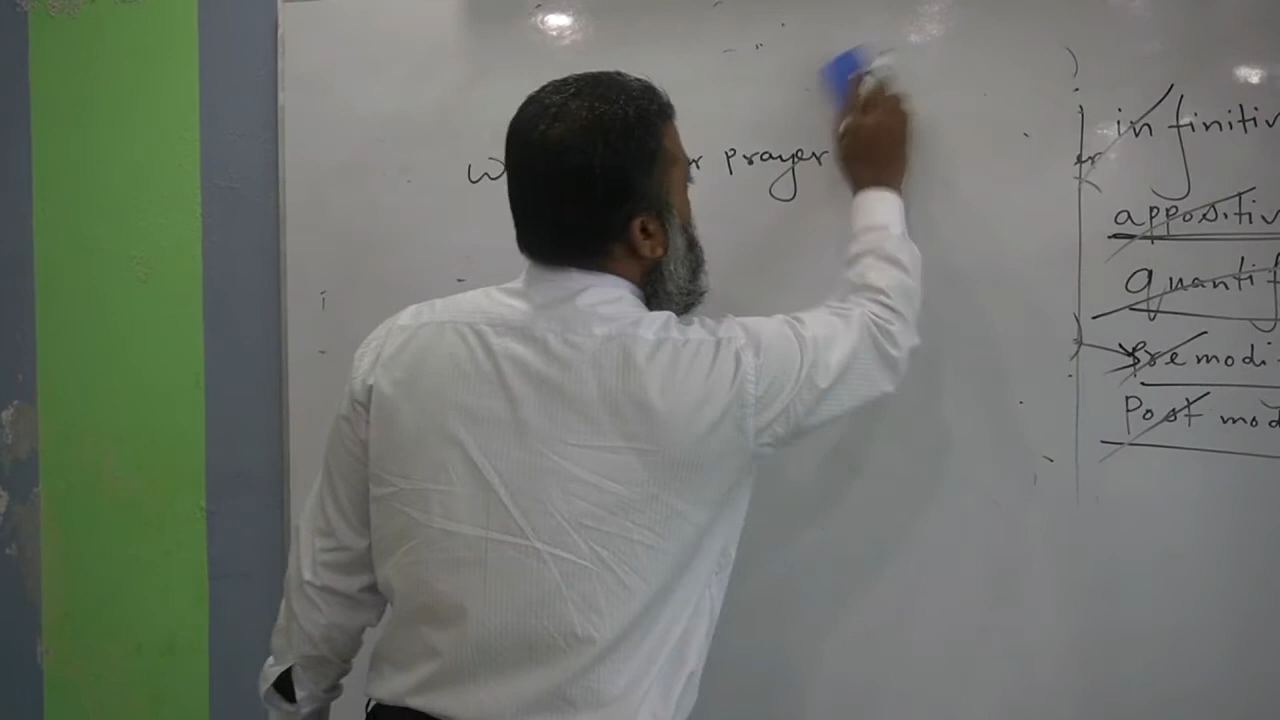 prayer
infinitiv
appositiv
quantif
Premodi
Post mod